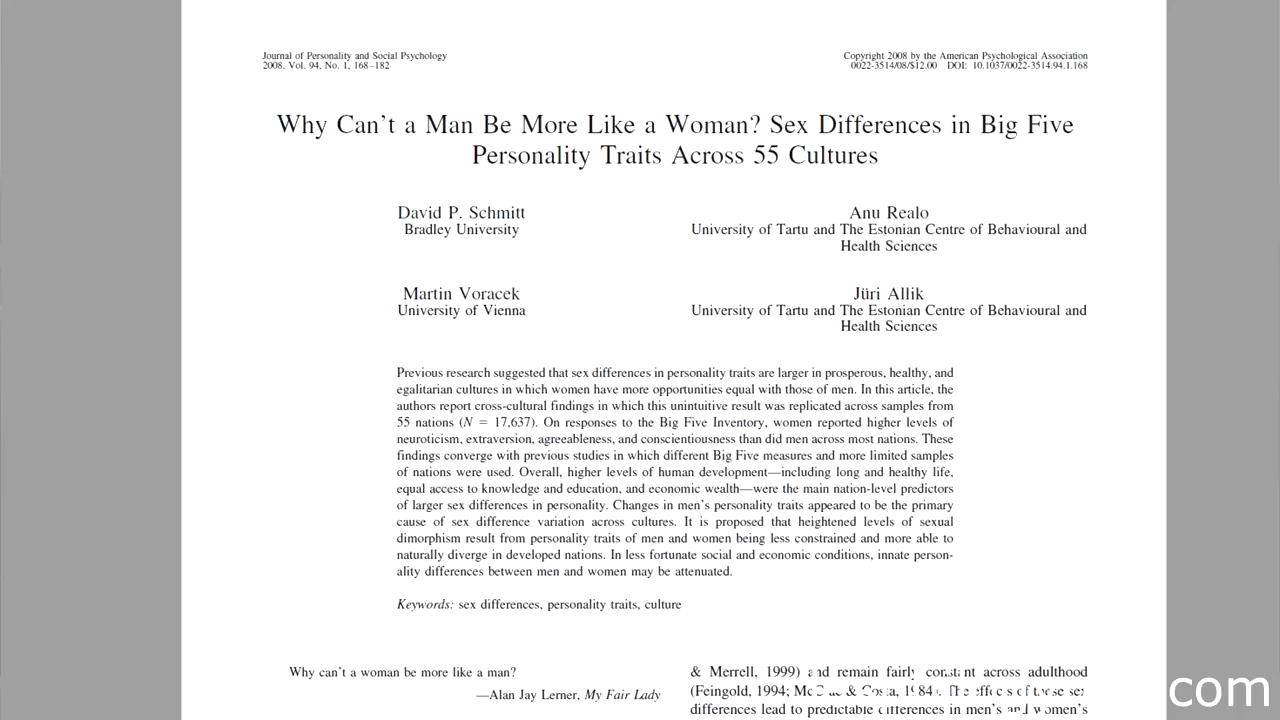 Journal of Personality and Social Psychology
2008, Vol. 94, No. 1, 168–182
Copyright 2008 by the American Psychological Association
0022-3514/08/$12.00 DOI: 10.1037/0022-3514.94.1.168
Why Can't a Man Be More Like a Woman? Sex Differences in Big Five
Personality Traits Across 55 Cultures
David P. Schmitt
Bradley University
Anu Realo
University of Tartu and The Estonian Centre of Behavioural and
Health Sciences
Martin Voracek
University of Vienna
Jüri Allik
University of Tartu and The Estonian Centre of Behavioural and
Health Sciences
Previous research suggested that sex differences in personality traits are larger in prosperous, healthy, and
egalitarian cultures in which women have more opportunities equal with those of men. In this article, the
authors report cross-cultural findings in which this unintuitive result was replicated across samples from
55 nations (N = 17,637). On responses to the Big Five Inventory, women reported higher levels of
neuroticism, extraversion, agreeableness, and conscientiousness than did men across most nations. These
findings converge with previous studies in which different Big Five measures and more limited samples
of nations were used. Overall, higher levels of human development—including long and healthy life,
equal access to knowledge and education, and economic wealth—were the main nation-level predictors
of larger sex differences in personality. Changes in men's personality traits appeared to be the primary
cause of sex difference variation across cultures. It is proposed that heightened levels of sexual
dimorphism result from personality traits of men and women being less constrained and more able to
naturally diverge in developed nations. In less fortunate social and economic conditions, innate person-
ality differences between men and women may be attenuated.
Keywords: sex differences, personality traits, culture
Why can't a woman be more like a man?
—Alan Jay Lerner, My Fair Lady
& Merrell, 1999) and remain fairly constant across adulthood
(Feingold, 1994; & Costa, 1984). The effects of these sex
differences lead to predictable differences in men's and women's
com